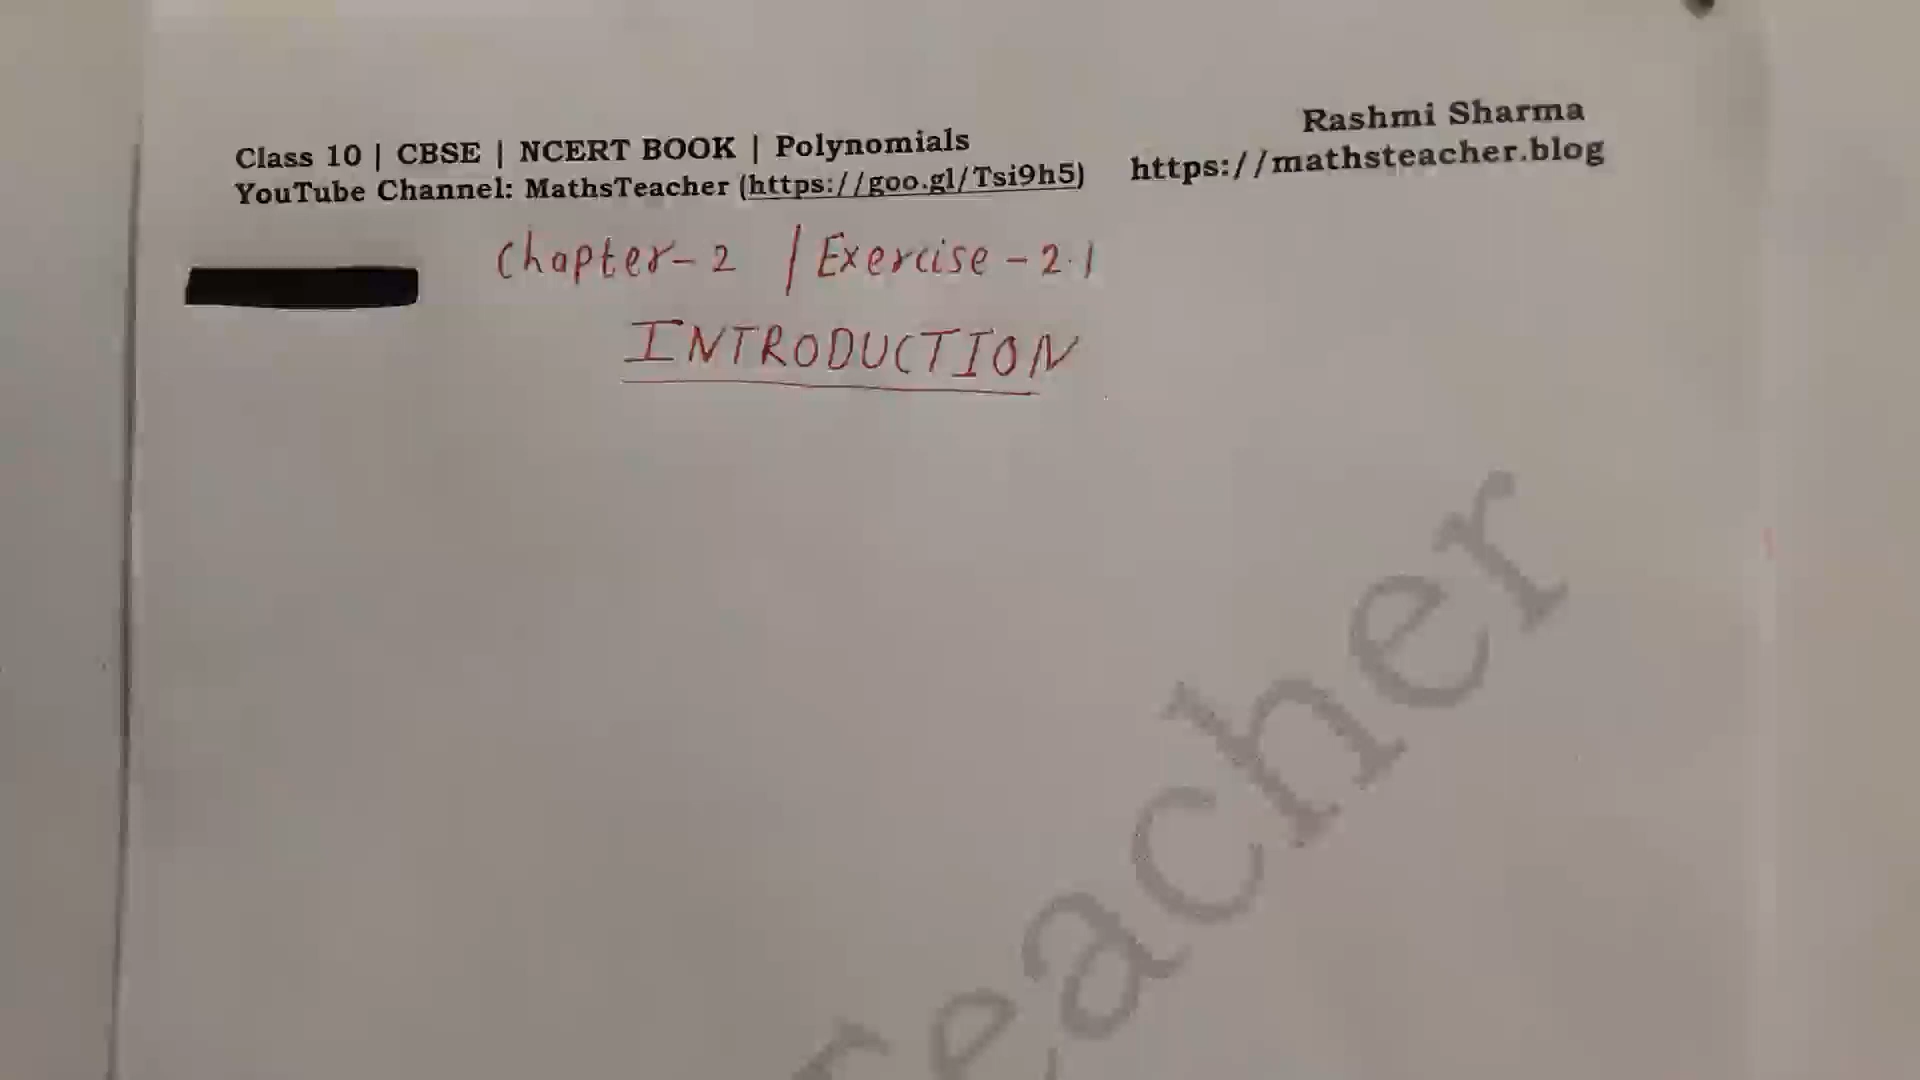 Class 10 | CBSE | NCERT BOOK | Polynomials
Rashmi Sharma
YouTube Channel: MathsTeacher (https://goo.gl/Tsi9h5)
https://mathsteacher.blog
Chapter-2 / Exercise-2.1
INTRODUCTION
eacher